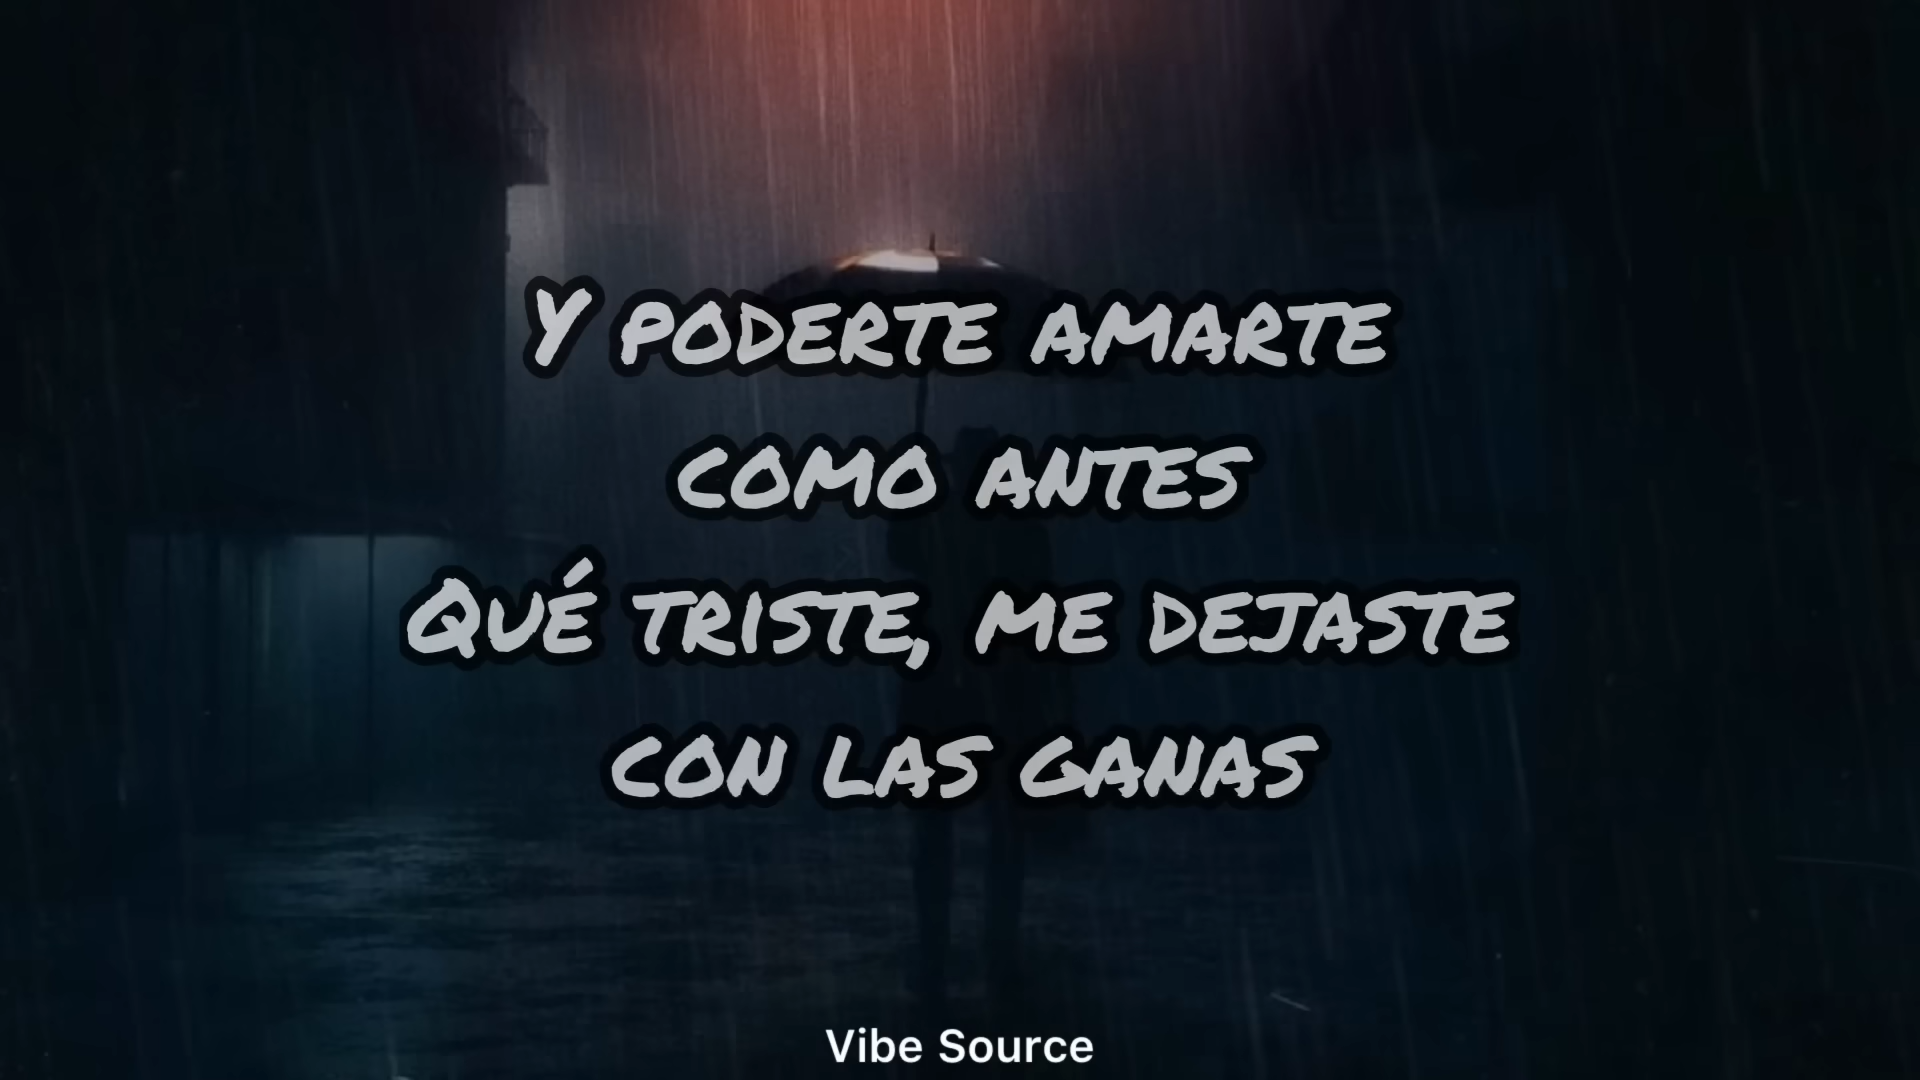 Y poderte amarte
como antes
Qué triste, me dejaste
con las ganas
Vibe Source